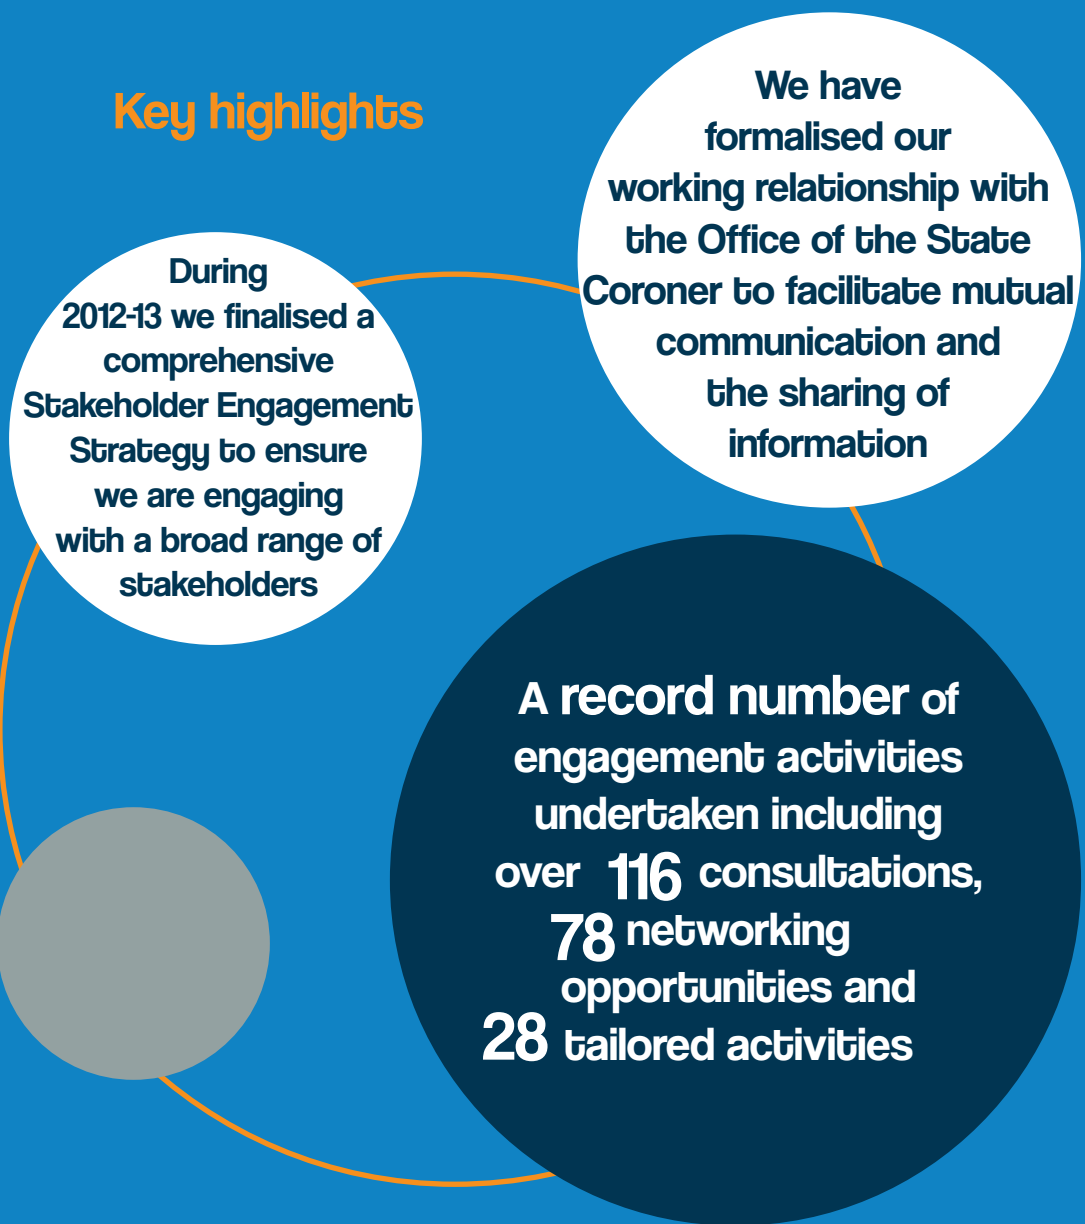 Key highlights
During
2012-13 we finalised a
comprehensive
Stakeholder Engagement
Strategy to ensure
we are engaging
with a broad range of
stakeholders
We have
formalised our
working relationship with
the Office of the State
Coroner to facilitate mutual
communication and
the sharing of
information
A record number of
engagement activities
undertaken including
over 116 consultations,
78 networking
opportunities and
28 tailored activities